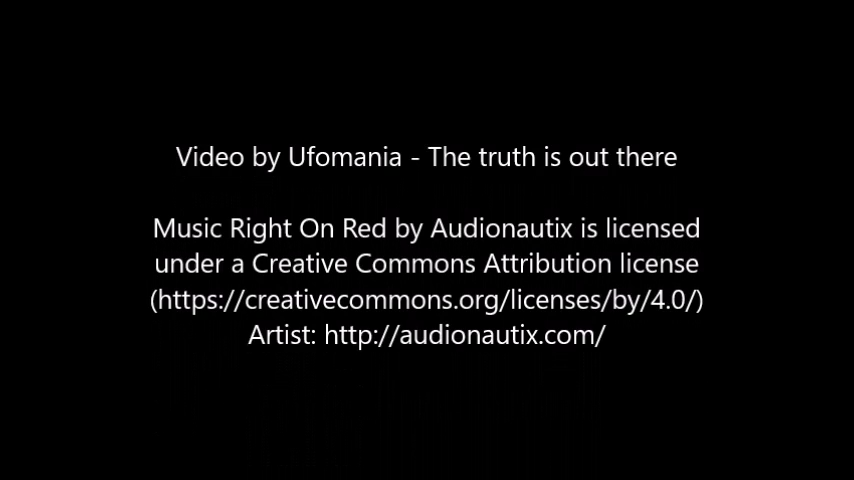 Video by Ufomania - The truth is out there
Music Right On Red by Audionautix is licensed
under a Creative Commons Attribution license
(https://creativecommons.org/licenses/by/4.0/)
Artist: http://audionautix.com/